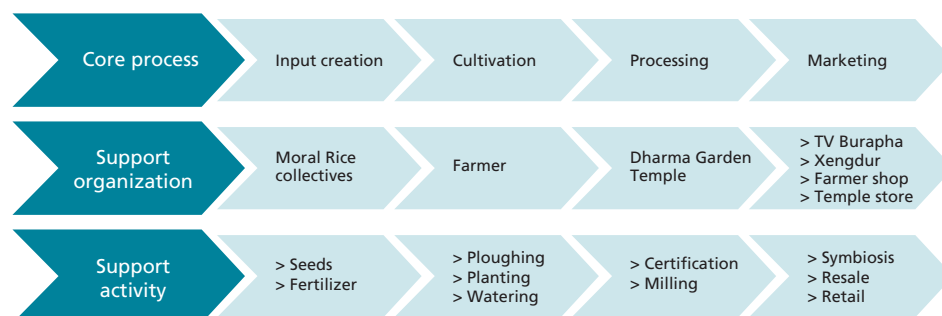 Core process
Input creation
Cultivation
Processing
Marketing
Support
organization
Moral Rice
collectives
Farmer
Dharma Garden
Temple
> TV Burapha
> Xengdur
> Farmer shop
> Temple store
Support
activity
> Seeds
> Fertilizer
> Ploughing
> Planting
> Watering
> Certification
> Milling
> Symbiosis
> Resale
> Retail